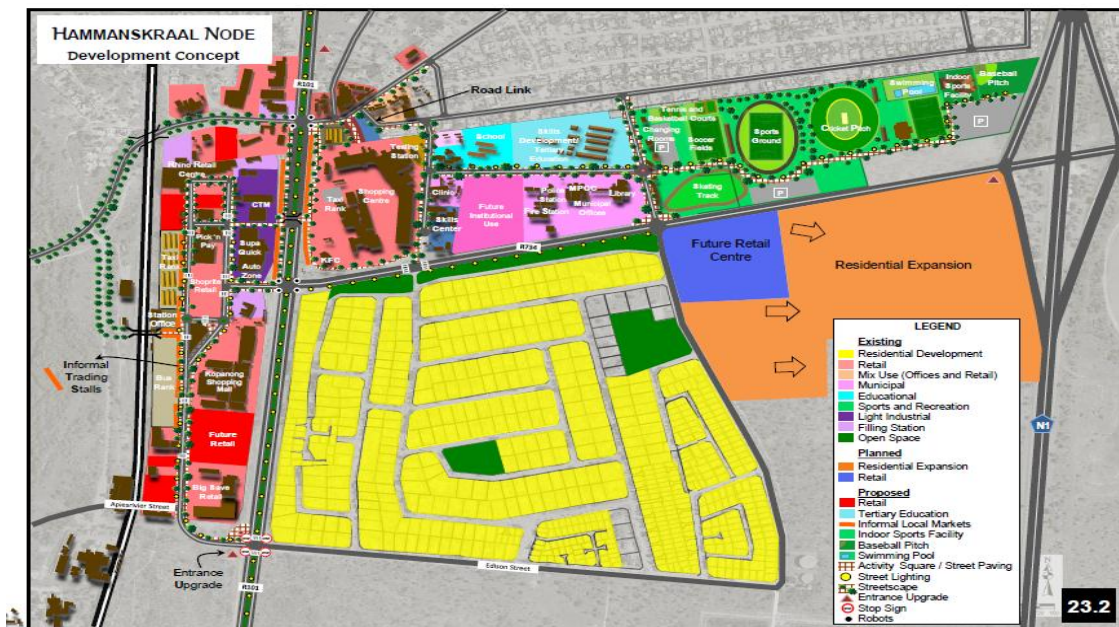 HAMMANSKRAAL NODE
Development Concept
R101
Road Link
Rhino Retail
Centre
CTM
Pick 'n
Pay
Supa
Quick
Auto
Zone
Taxi
Rank
Shoprite
Retail
Station
Office
Informal
Trading
Stalls
Bus
Rank
Kopanong
Shopping
Mall
Future
Retail
Big Save
Retail
Apiesrivier Street
Entrance
Upgrade
R101
Edison Street
Taxi
Rank
Shopping
Centre
KFC
Testing
Station
School
Skills
Development/
Tertiary
Education
Clinic
Skills
Center
Future
Institutional
Use
Police
Station
Fire Station
MPCC
Municipal
Offices
Library
R734
Tennis and
Basketball Courts
Changing
Rooms
P
Soccer
Fields
Sports
Ground
Skating
Track
P
Cricket Pitch
Swimming
Pool
Indoor
Sports
Facility
Baseball
Pitch
P
Future Retail
Centre
Residential Expansion
N1
LEGEND
Existing
Residential Development
Retail
Mix Use (Offices and Retail)
Municipal
Educational
Sports and Recreation
Light Industrial
Filling Station
Open Space
Planned
Residential Expansion
Retail
Proposed
Retail
Tertiary Education
Informal Local Markets
Indoor Sports Facility
Baseball Pitch
Swimming Pool
Activity Square / Street Paving
Street Lighting
Streetscape
Entrance Upgrade
Stop Sign
Robots
23.2